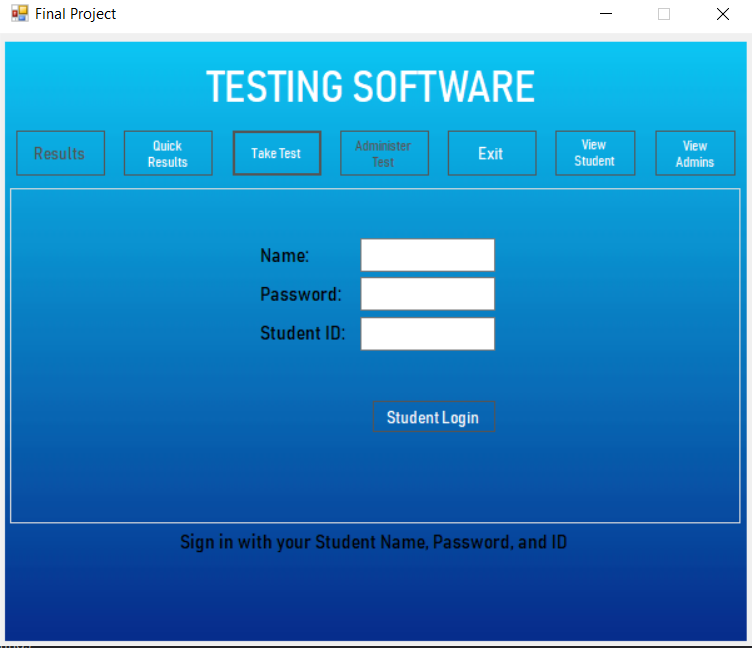 Final Project
TESTING SOFTWARE
Results
Quick
Results
Take Test
Administer
Test
Exit
View
Student
View
Admins
Name:
Password:
Student ID:
Student Login
Sign in with your Student Name, Password, and ID